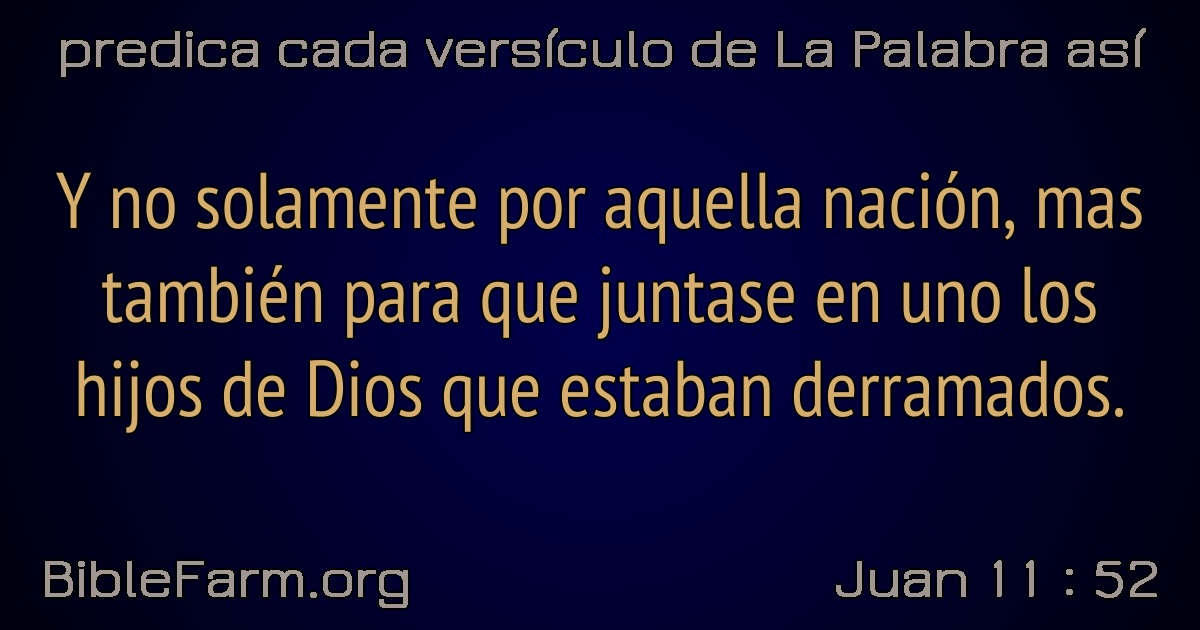 predica cada versículo de La Palabra así
Y no solamente por aquella nación, mas
también para que juntase en uno los
hijos de Dios que estaban derramados.
BibleFarm.org
Juan 11 : 52